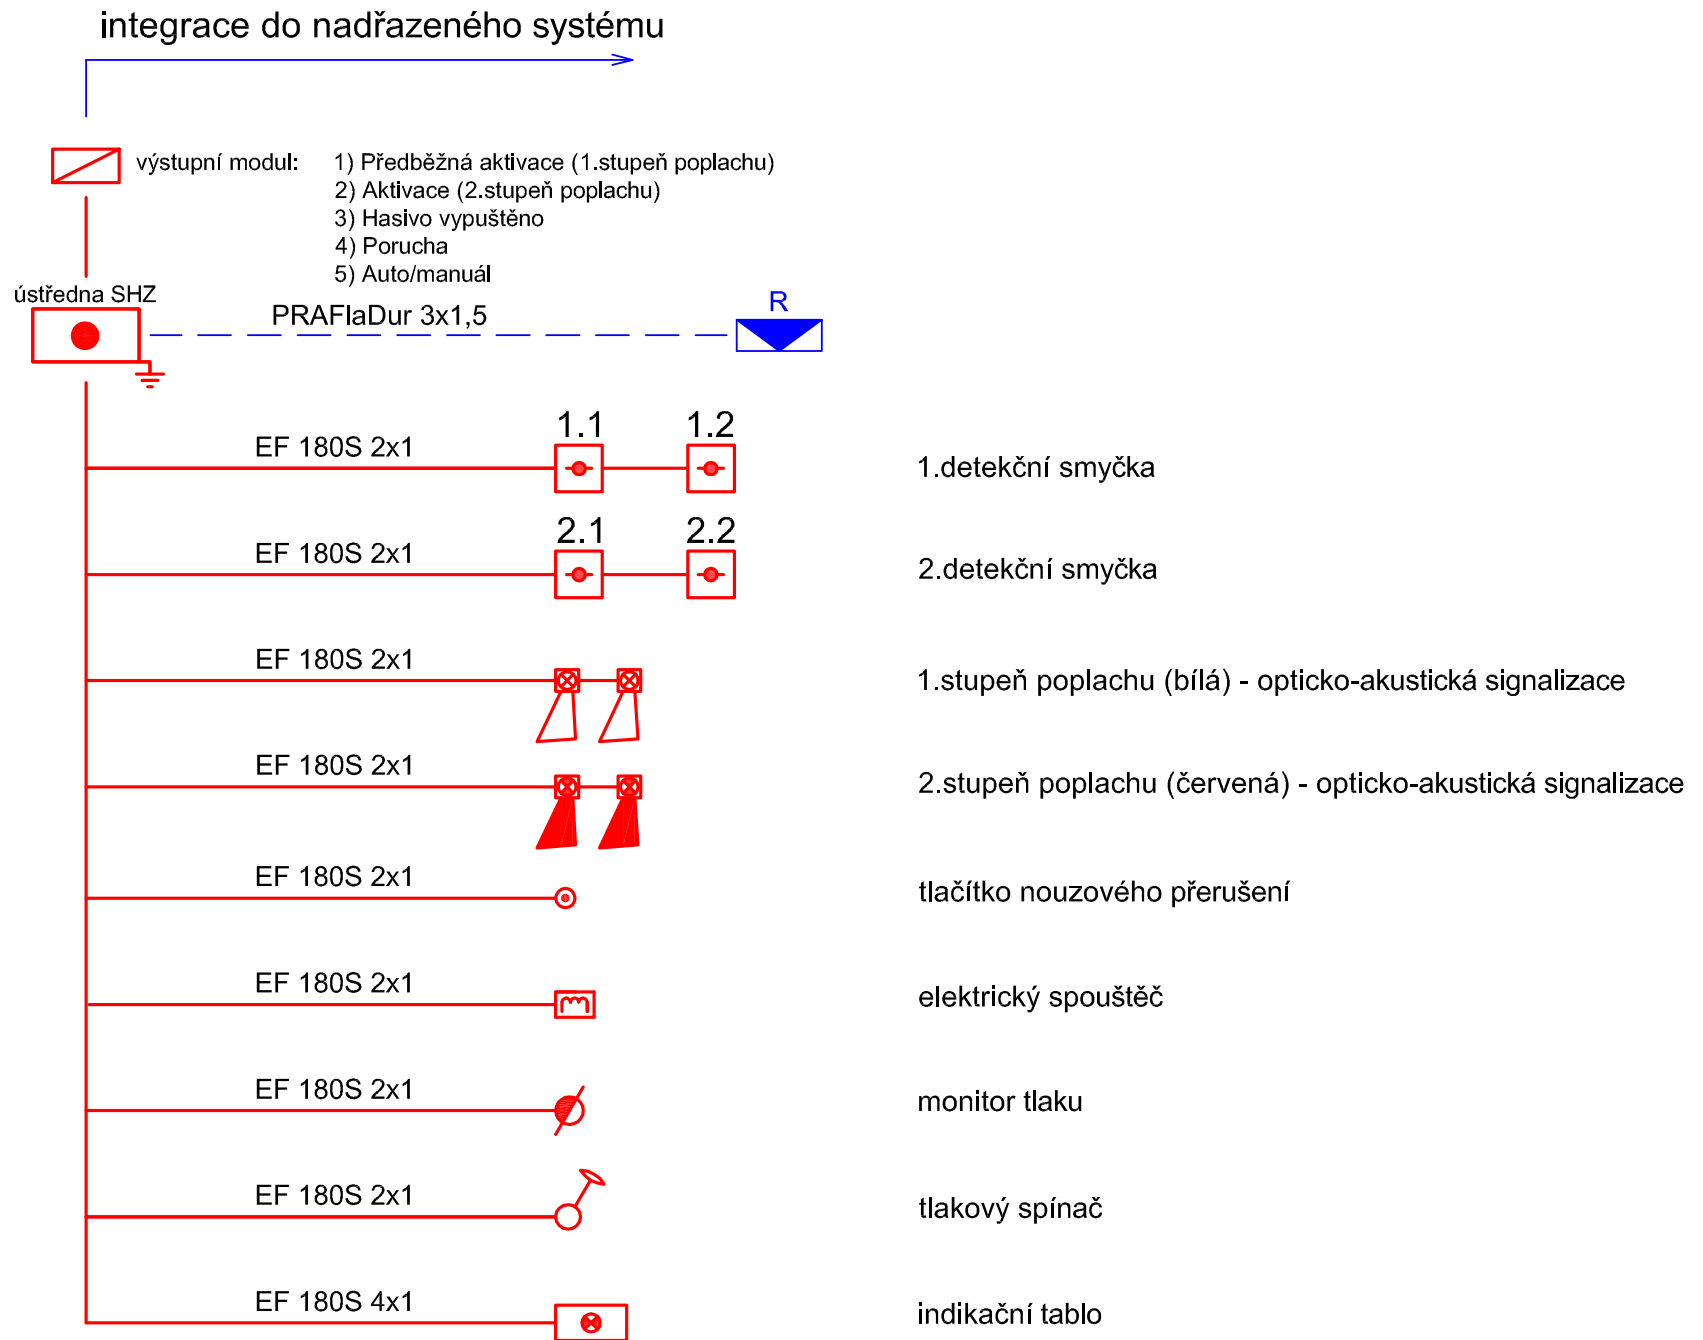 integrace do nadřazeného systému
výstupní modul: 1) Předběžná aktivace (1.stupeň poplachu)
2) Aktivace (2.stupeň poplachu)
3) Hasivo vypuštěno
4) Porucha
5) Auto/manuál
ústředna SHZ
PRAFlaDur 3x1,5
R
1.1 1.2
EF 180S 2x1
1.detekční smyčka
2.1 2.2
EF 180S 2x1
2.detekční smyčka
EF 180S 2x1
1.stupeň poplachu (bílá) - opticko-akustická signalizace
EF 180S 2x1
2.stupeň poplachu (červená) - opticko-akustická signalizace
EF 180S 2x1
tlačítko nouzového přerušení
EF 180S 2x1
elektrický spouštěč
EF 180S 2x1
monitor tlaku
EF 180S 2x1
tlakový spínač
EF 180S 4x1
indikační tablo